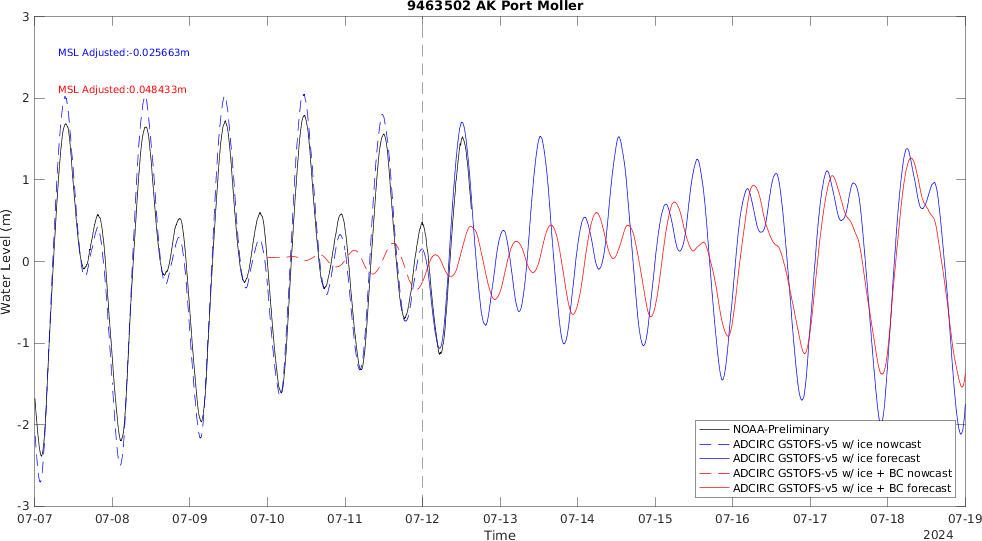 9463502 AK Port Moller
3
MSL Adjusted:-0.025663m
MSL Adjusted:0.048433m
2
1
0
-1
-2
-3
Water Level (m)
NOAA-Preliminary
ADCIRC GSTOFS-v5 w/ ice nowcast
ADCIRC GSTOFS-v5 w/ ice forecast
ADCIRC GSTOFS-v5 w/ ice + BC nowcast
ADCIRC GSTOFS-v5 w/ ice + BC forecast
07-07 07-08 07-09 07-10 07-11 07-12 07-13 07-14 07-15 07-16 07-17 07-18 07-19
Time
2024